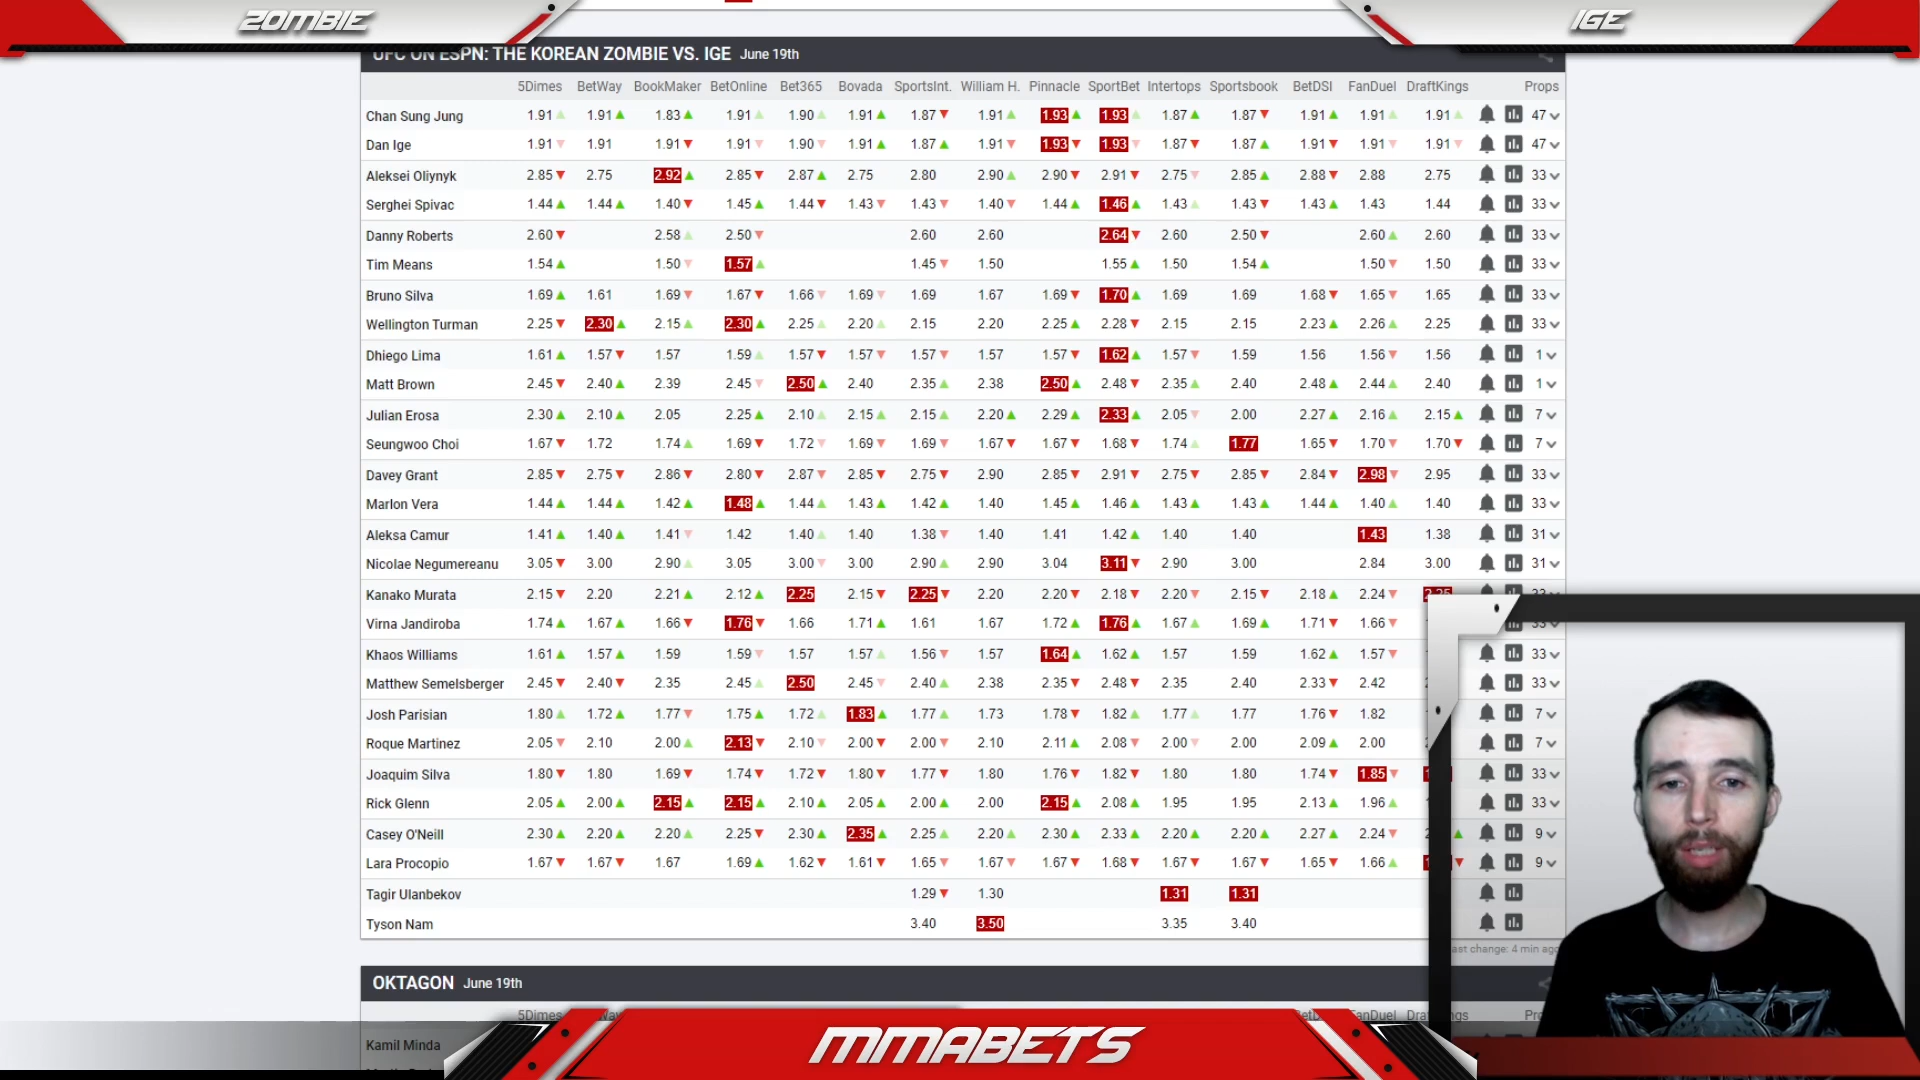 ZOMBIE IGE
UFC ON ESPN: THE KOREAN ZOMBIE VS. IGE June 19th
5Dimes BetWay BookMaker BetOnline Bet365 Bovada SportsInt. William H. Pinnacle SportBet Intertops Sportsbook BetDSI FanDuel DraftKings Props
Chan Sung Jung 1.91 1.91 1.83 1.91 1.90 1.91 1.87 1.91 1.93 1.93 1.87 1.87 1.91 1.91 1.91 47
Dan Ige 1.91 1.91 1.91 1.91 1.90 1.91 1.87 1.91 1.93 1.93 1.87 1.87 1.91 1.91 1.91 47
Aleksei Oliynyk 2.85 2.75 2.92 2.85 2.87 2.75 2.80 2.90 2.90 2.91 2.75 2.85 2.88 2.88 2.75 33
Serghei Spivac 1.44 1.44 1.40 1.45 1.44 1.43 1.43 1.40 1.44 1.46 1.43 1.43 1.43 1.43 1.44 33
Danny Roberts 2.60 2.58 2.50 2.60 2.60 2.64 2.60 2.50 2.60 2.60 33
Tim Means 1.54 1.50 1.57 1.45 1.50 1.55 1.50 1.54 1.50 1.50 33
Bruno Silva 1.69 1.61 1.69 1.67 1.66 1.69 1.69 1.67 1.69 1.70 1.69 1.69 1.68 1.65 1.65 33
Wellington Turman 2.25 2.30 2.15 2.30 2.25 2.20 2.15 2.20 2.25 2.28 2.15 2.15 2.23 2.26 2.25 33
Dhiego Lima 1.61 1.57 1.57 1.59 1.57 1.57 1.57 1.57 1.57 1.62 1.57 1.59 1.56 1.56 1.56 1
Matt Brown 2.45 2.40 2.39 2.45 2.50 2.40 2.35 2.38 2.50 2.48 2.35 2.40 2.48 2.44 2.40 1
Julian Erosa 2.30 2.10 2.05 2.25 2.10 2.15 2.15 2.20 2.29 2.33 2.05 2.00 2.27 2.16 2.15 7
Seungwoo Choi 1.67 1.72 1.74 1.69 1.72 1.69 1.69 1.67 1.67 1.68 1.74 1.77 1.65 1.70 1.70 7
Davey Grant 2.85 2.75 2.86 2.80 2.87 2.85 2.75 2.90 2.85 2.91 2.75 2.85 2.84 2.98 2.95 33
Marlon Vera 1.44 1.44 1.42 1.48 1.44 1.43 1.42 1.40 1.45 1.46 1.43 1.43 1.44 1.40 1.40 33
Aleksa Camur 1.41 1.40 1.41 1.42 1.40 1.40 1.38 1.40 1.41 1.42 1.40 1.40 1.43 1.38 31
Nicolae Negumereanu 3.05 3.00 2.90 3.05 3.00 3.00 2.90 2.90 3.04 3.11 2.90 3.00 2.84 3.00 31
Kanako Murata 2.15 2.20 2.21 2.12 2.25 2.15 2.25 2.20 2.20 2.18 2.20 2.15 2.18 2.24
Virna Jandiroba 1.74 1.67 1.66 1.76 1.66 1.71 1.61 1.67 1.72 1.76 1.67 1.69 1.71 1.66
Khaos Williams 1.61 1.57 1.59 1.59 1.57 1.57 1.56 1.57 1.64 1.62 1.57 1.59 1.62 1.57 33
Matthew Semelsberger 2.45 2.40 2.35 2.45 2.50 2.45 2.40 2.38 2.35 2.48 2.35 2.40 2.33 2.42 33
Josh Parisian 1.80 1.72 1.77 1.75 1.72 1.83 1.77 1.73 1.78 1.82 1.77 1.77 1.76 1.82 7
Roque Martinez 2.05 2.10 2.00 2.13 2.10 2.00 2.00 2.10 2.11 2.08 2.00 2.00 2.09 2.00 7
Joaquim Silva 1.80 1.80 1.69 1.74 1.72 1.80 1.77 1.80 1.76 1.82 1.80 1.80 1.74 1.85 33
Rick Glenn 2.05 2.00 2.15 2.15 2.10 2.05 2.00 2.00 2.15 2.08 1.95 1.95 2.13 1.96 33
Casey O'Neill 2.30 2.20 2.20 2.25 2.30 2.35 2.25 2.20 2.30 2.33 2.20 2.20 2.27 2.24 9
Lara Procopio 1.67 1.67 1.67 1.69 1.62 1.61 1.65 1.67 1.67 1.68 1.67 1.67 1.65 1.66 9
Tagir Ulanbekov 1.29 1.30 1.31 1.31
Tyson Nam 3.40 3.50 3.35 3.40
change: 4 min ago
OKTAGON June 19th
5Dimes FanDuel
Kamil Minda
MMABETS